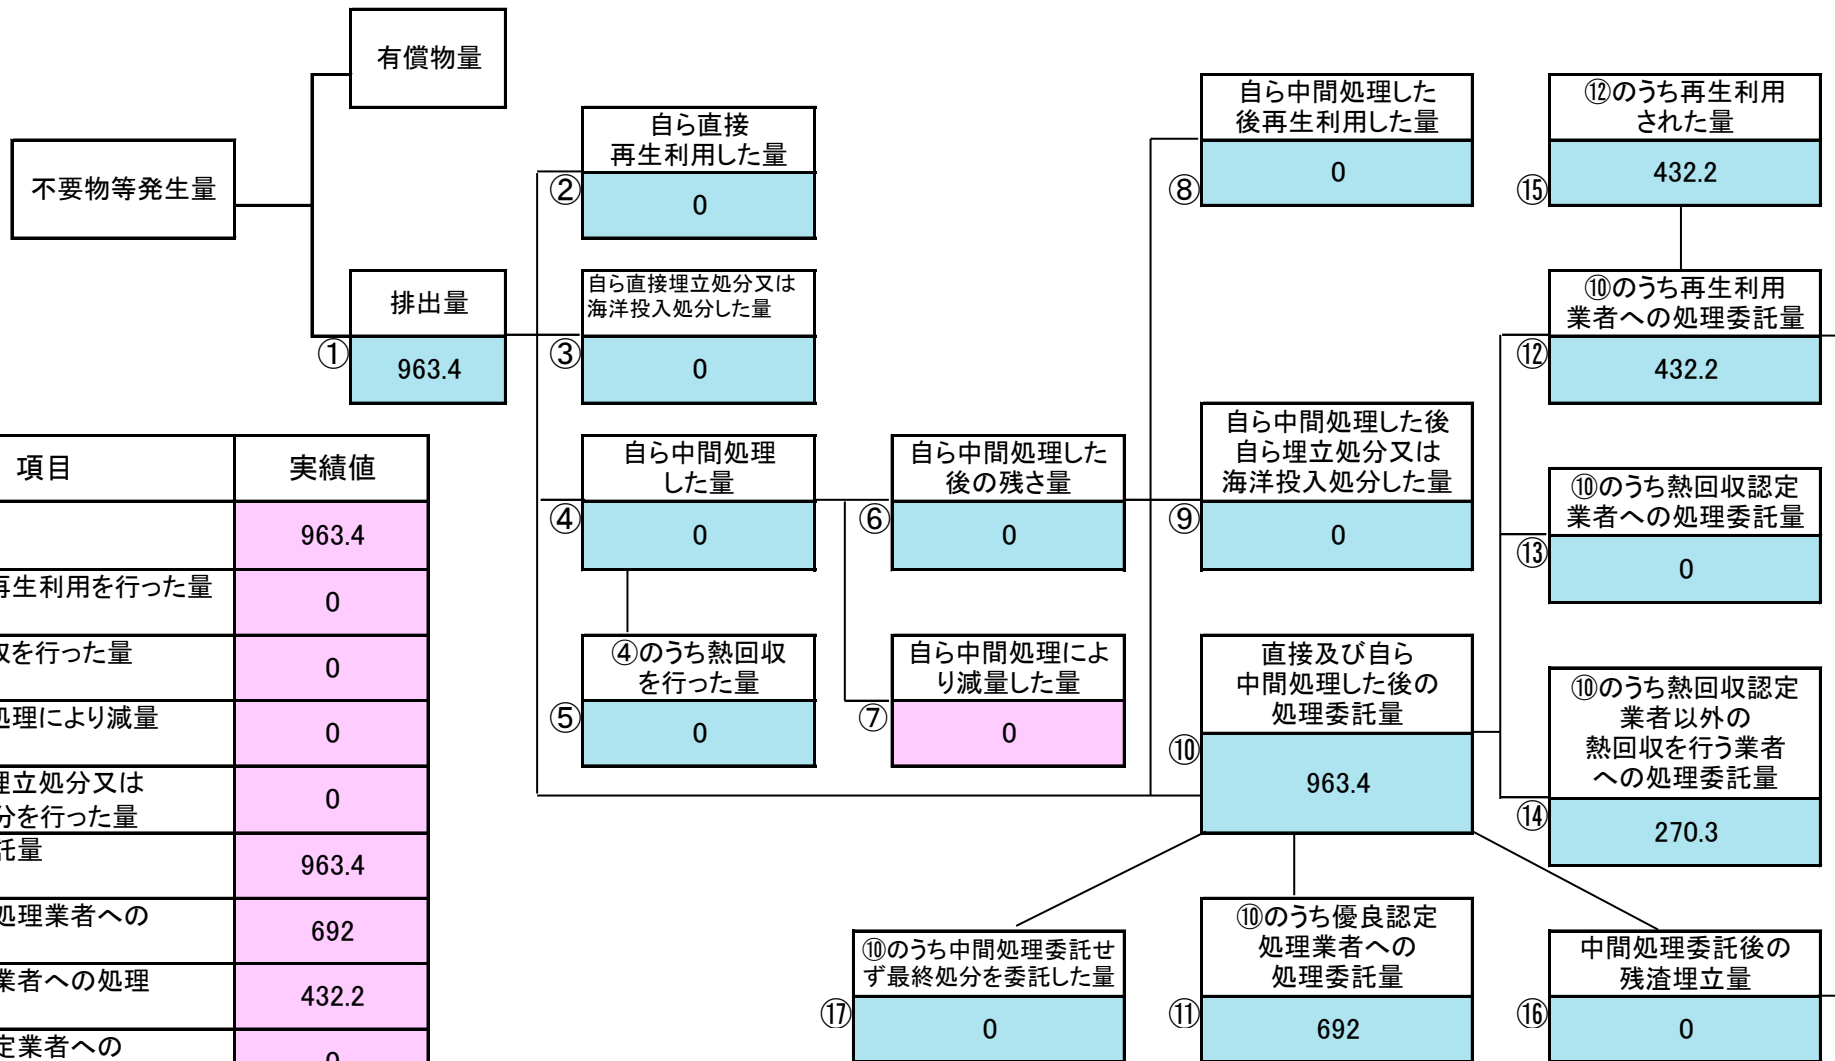 有償物量
不要物等発生量
排出量
①
963.4
自ら直接
再生利用した量
②
0
自ら直接埋立処分又は
海洋投入処分した量
③
0
自ら中間処理
した量
④
0
④のうち熱回収
を行った量
⑤
0
自ら中間処理した
後の残さ量
⑥
0
自ら中間処理によ
り減量した量
⑦
0
自ら中間処理した
後再生利用した量
⑧
0
自ら中間処理した後
自ら埋立処分又は
海洋投入処分した量
⑨
0
直接及び自ら
中間処理した後の
処理委託量
⑩
963.4
⑩のうち優良認定
処理業者への
処理委託量
⑪
692
⑫のうち再生利用
された量
⑮
432.2
⑩のうち再生利用
業者への処理委託量
⑫
432.2
⑩のうち熱回収認定
業者への処理委託量
⑬
0
⑩のうち熱回収認定
業者以外の
熱回収を行う業者
への処理委託量
⑭
270.3
⑩のうち中間処理委託せ
ず最終処分を委託した量
⑰
0
中間処理委託後の
残渣埋立量
⑯
0
項目 実績値
963.4
再生利用を行った量
0
収を行った量
0
処理により減量
0
埋立処分又は
分を行った量
0
託量
963.4
処理業者への
692
業者への処理
432.2
定業者への
0